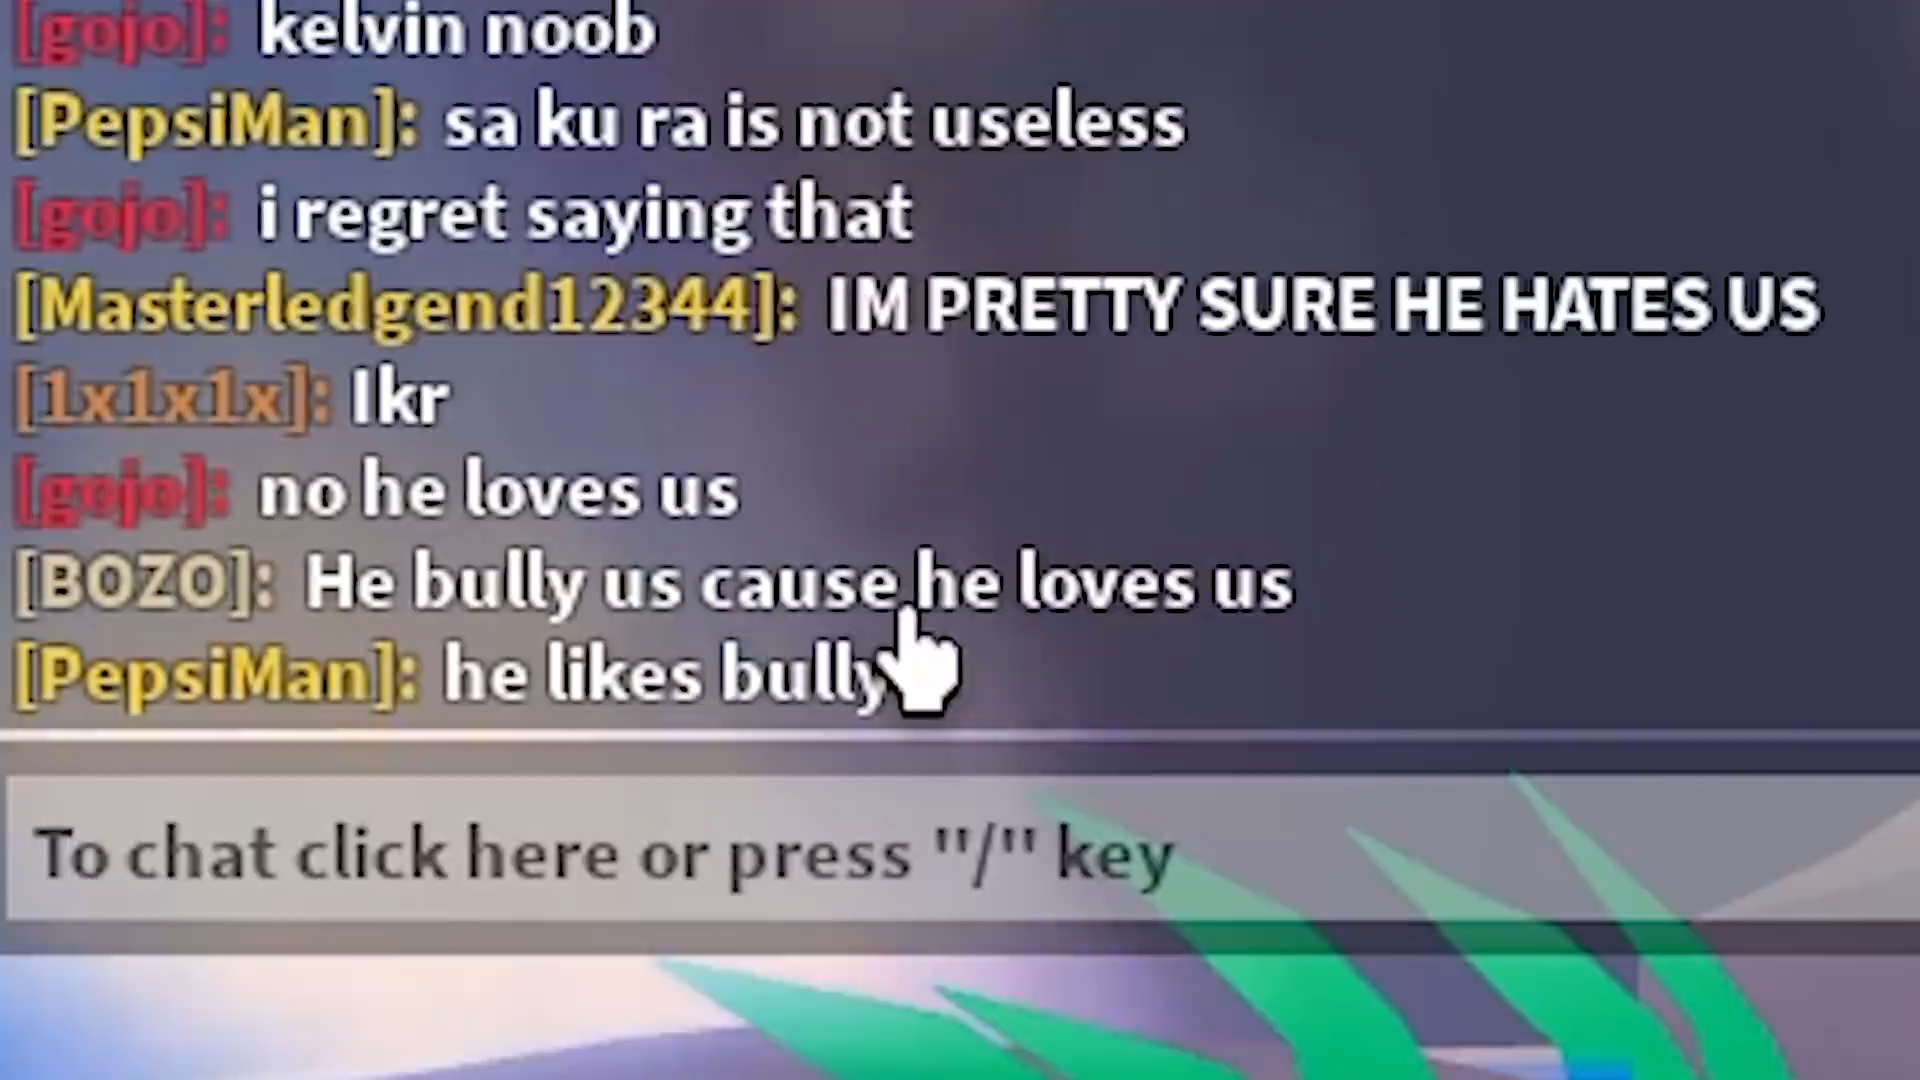 [gojo]: kelvin noob
[PepsiMan]: sa ku ra is not useless
[gojo]: i regret saying that
[Masterledgend12344]: IM PRETTY SURE HE HATES US
[1x1x1x]: Ikr
[gojo]: no he loves us
[BOZO]: He bully us cause he loves us
[PepsiMan]: he likes bully
To chat click here or press "/" key